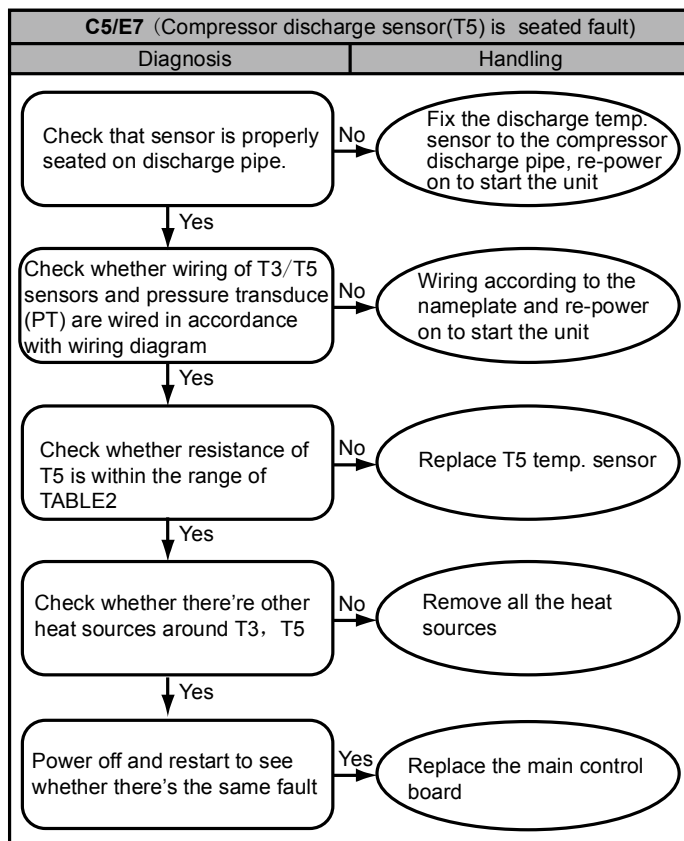 C5/E7（Compressor discharge sensor(T5) is seated fault)
Diagnosis
Handling
Check that sensor is properly
seated on discharge pipe.
No
Fix the discharge temp.
sensor to the compressor
discharge pipe, re-power
on to start the unit
Yes
Check whether wiring of T3/T5
sensors and pressure transduce
(PT) are wired in accordance
with wiring diagram
No
Wiring according to the
nameplate and re-power
on to start the unit
Yes
Check whether resistance of
T5 is within the range of
TABLE2
No
Replace T5 temp. sensor
Yes
Check whether there're other
heat sources around T3，T5
No
Remove all the heat
sources
Yes
Power off and restart to see
whether there's the same fault
Yes
Replace the main control
board